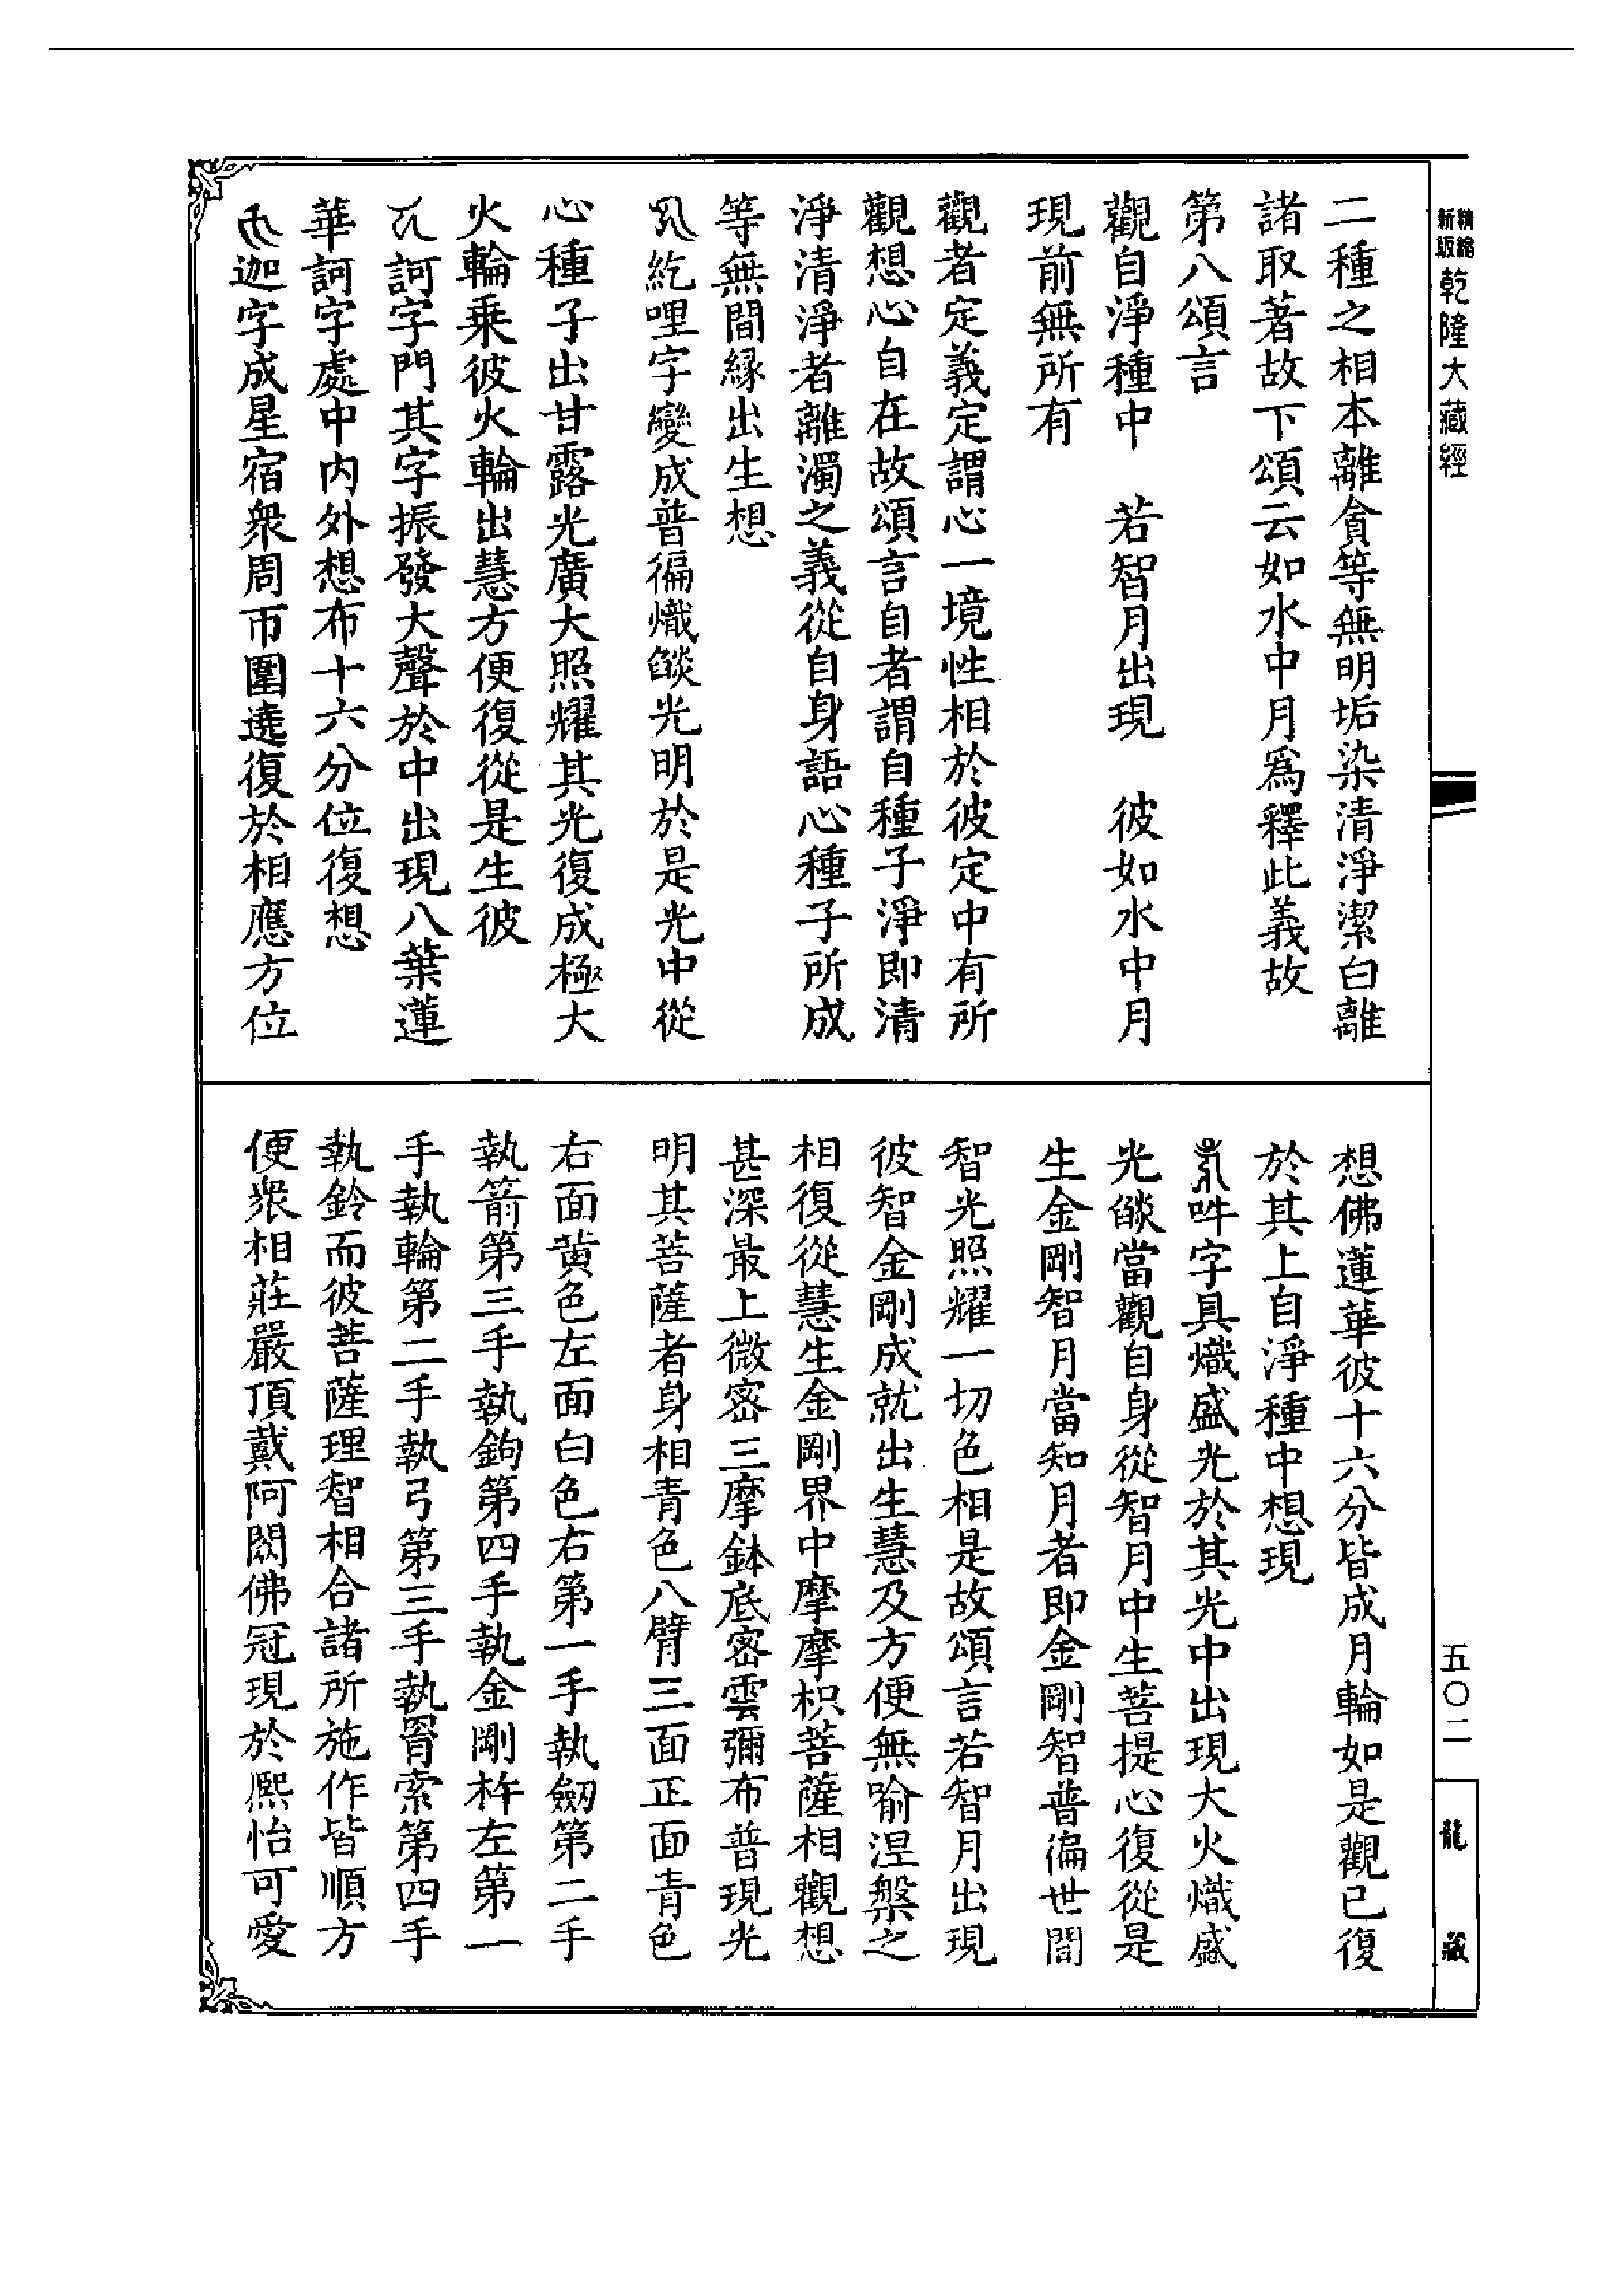 精縮新版乾隆大藏經
二種之相本離貪等無明垢染清淨潔白離
諸取著故下頌云如水中月爲釋此義故
第八頌言
觀自淨種中　若智月出現　彼如水中月
現前無所有
觀者定義定謂心一境性相於彼定中有所
觀想心自在故頌言自者謂自種子淨即清
淨清淨者離濁之義從自身語心種子所成
等無間緣出生想
紇哩字變成普徧熾燄光明於是光中從
心種子出甘露光廣大照耀其光復成極大
火輪乘彼火輪出慧方便復從是生彼
訶字門其字振發大聲於中出現八葉蓮
華訶字處中內外想布十六分位復想
迦字成星宿衆周帀圍遶復於相應方位
想佛蓮華彼十六分皆成月輪如是觀已復
於其上自淨種中想現
吽字具熾盛光於其光中出現大火熾盛
光燄當觀自身從智月中生菩提心復從是
生金剛智月當知月者即金剛智普徧世間
智光照耀一切色相是故頌言若智月出現
彼智金剛成就出生慧及方便無喻涅槃之
相復從慧生金剛界中摩摩枳菩薩相觀想
甚深最上微密三摩鉢底密雲彌布普現光
明其菩薩者身相青色八臂三面正面青色
右面黃色左面白色右第一手執劒第二手
執箭第三手執鉤第四手執金剛杵左第一
手執輪第二手執弓第三手執罥索第四手
執鈴而彼菩薩理智相合諸所施作皆順方
便衆相莊嚴頂戴阿閦佛冠現於熈怡可愛
五〇二
龍藏